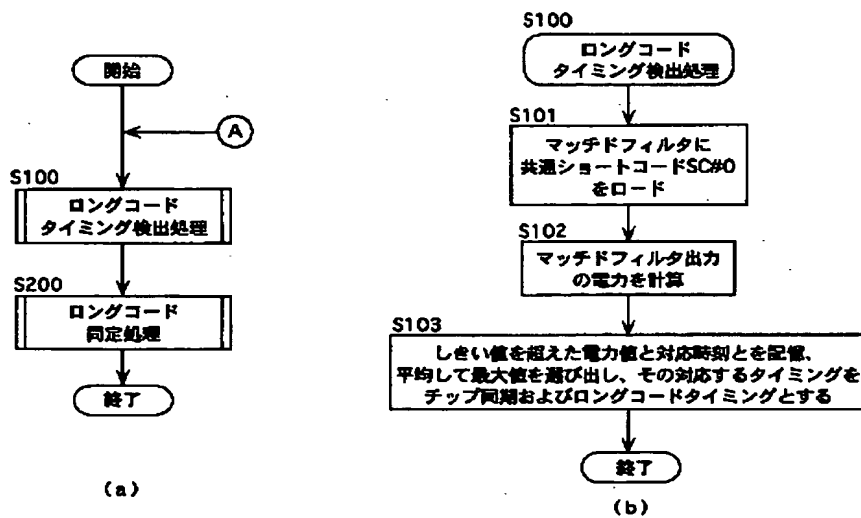 開始
A
S100
ロングコード
タイミング検出処理
S200
ロングコード
同定処理
終了
(a)
S100
ロングコード
タイミング検出処理
S101
マッチドフィルタに
共通ショートコードSC#0
をロード
S102
マッチドフィルタ出力
の電力を計算
S103
しきい値を超えた電力値と対応時刻とを記憶、
平均して最大値を選び出し、その対応するタイミングを
チップ同期およびロングコードタイミングとする
終了
(b)